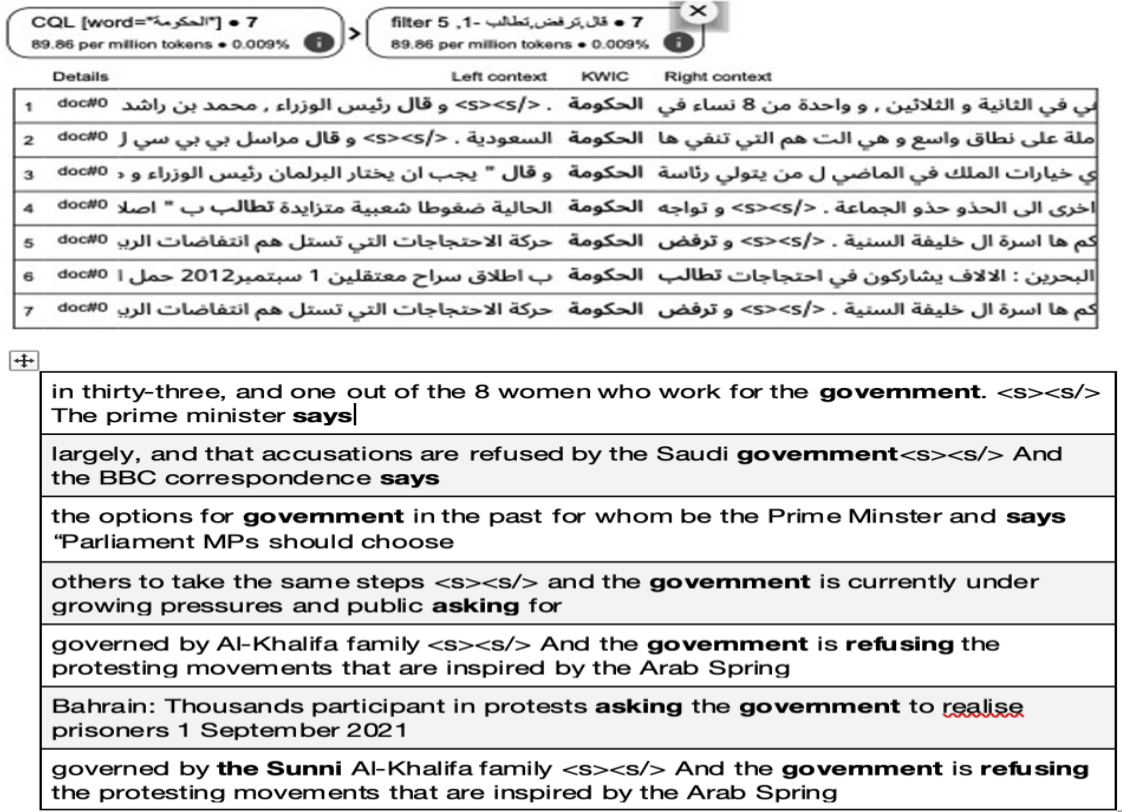 CQL [word="الحكومة"] • 7
89.86 per million tokens • 0.009%
filter 5 ,1- قال,ترفض,تطالب • 7
89.86 per million tokens • 0.009%
Details Left context KWIC Right context
1 doc#0 في في الثانية و الثلاثين , و واحدة من 8 نساء في الحكومة . <s><s/> و قال رئيس الوزراء , محمد بن راشد
2 doc#0 ملة على نطاق واسع و هي الت هم التي تنفي ها الحكومة السعودية . <s><s/> و قال مراسل بي بي سي ل
3 doc#0 ي خيارات الملك في الماضي ل من يتولي رئاسة الحكومة و قال " يجب ان يختار البرلمان رئيس الوزراء و
4 doc#0 اخرى الى الحذو حذو الجماعة . <s><s/> و تواجه الحكومة الحالية ضغوطا شعبية متزايدة تطالب ب " اصلا
5 doc#0 كم ها اسرة ال خليفة السنية . <s><s/> و ترفض الحكومة حركة الاحتجاجات التي تستل هم انتفاضات الربي
6 doc#0 البحرين : الالاف يشاركون في احتجاجات تطالب الحكومة ب اطلاق سراح معتقلين 1 سبتمبر2012 حمل ا
7 doc#0 كم ها اسرة ال خليفة السنية . <s><s/> و ترفض الحكومة حركة الاحتجاجات التي تستل هم انتفاضات الربي
in thirty-three, and one out of the 8 women who work for the government. <s><s/>
The prime minister says
largely, and that accusations are refused by the Saudi government<s><s/> And
the BBC correspondence says
the options for government in the past for whom be the Prime Minster and says
“Parliament MPs should choose
others to take the same steps <s><s/> and the government is currently under
growing pressures and public asking for
governed by Al-Khalifa family <s><s/> And the government is refusing the
protesting movements that are inspired by the Arab Spring
Bahrain: Thousands participant in protests asking the government to realise
prisoners 1 September 2021
governed by the Sunni Al-Khalifa family <s><s/> And the government is refusing
the protesting movements that are inspired by the Arab Spring